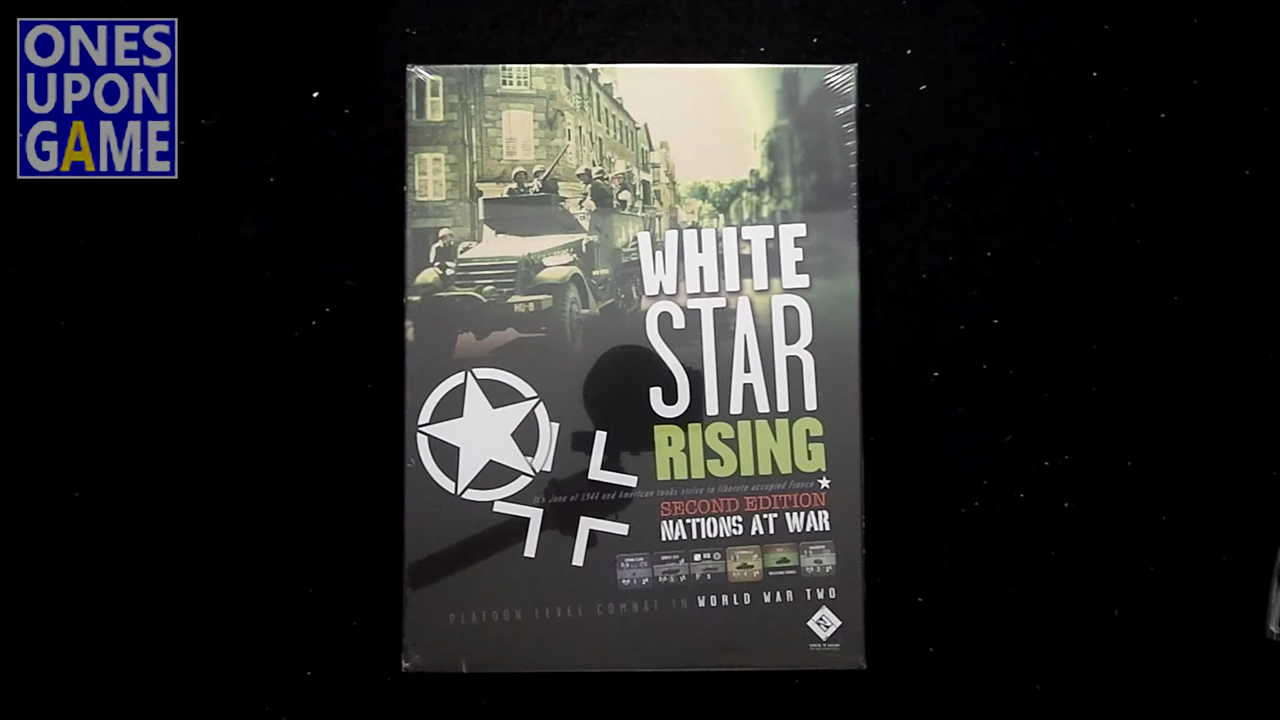 ONES
UPON
GAME
WHITE
STAR
RISING
It's June of 1944 and American tanks strive to liberate occupied France
SECOND EDITION
NATIONS AT WAR
PLATOON LEVEL COMBAT IN WORLD WAR TWO